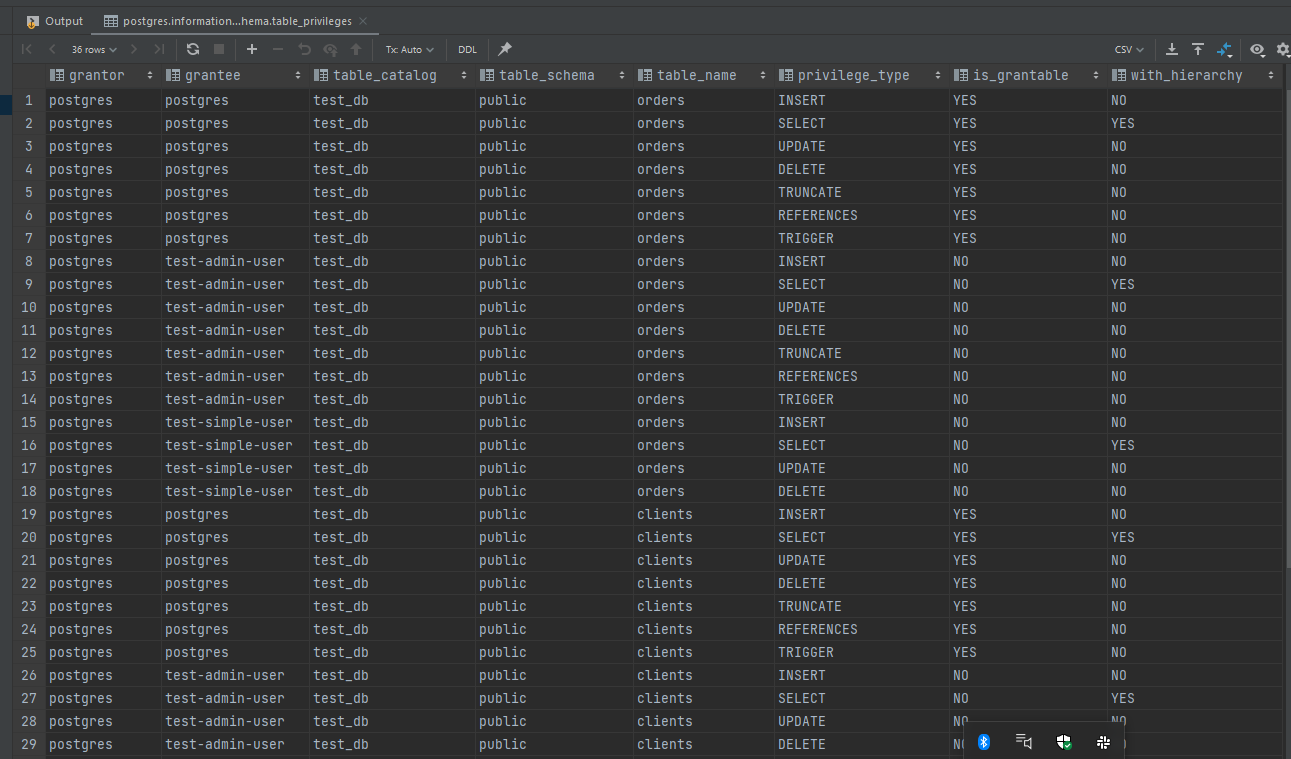 Output postgres.information...hema.table_privileges
36 rows Tx: Auto DDL CSV
grantor grantee table_catalog table_schema table_name privilege_type is_grantable with_hierarchy
1 postgres postgres test_db public orders INSERT YES NO
2 postgres postgres test_db public orders SELECT YES YES
3 postgres postgres test_db public orders UPDATE YES NO
4 postgres postgres test_db public orders DELETE YES NO
5 postgres postgres test_db public orders TRUNCATE YES NO
6 postgres postgres test_db public orders REFERENCES YES NO
7 postgres postgres test_db public orders TRIGGER YES NO
8 postgres test-admin-user test_db public orders INSERT NO NO
9 postgres test-admin-user test_db public orders SELECT NO YES
10 postgres test-admin-user test_db public orders UPDATE NO NO
11 postgres test-admin-user test_db public orders DELETE NO NO
12 postgres test-admin-user test_db public orders TRUNCATE NO NO
13 postgres test-admin-user test_db public orders REFERENCES NO NO
14 postgres test-admin-user test_db public orders TRIGGER NO NO
15 postgres test-simple-user test_db public orders INSERT NO NO
16 postgres test-simple-user test_db public orders SELECT NO YES
17 postgres test-simple-user test_db public orders UPDATE NO NO
18 postgres test-simple-user test_db public orders DELETE NO NO
19 postgres postgres test_db public clients INSERT YES NO
20 postgres postgres test_db public clients SELECT YES YES
21 postgres postgres test_db public clients UPDATE YES NO
22 postgres postgres test_db public clients DELETE YES NO
23 postgres postgres test_db public clients TRUNCATE YES NO
24 postgres postgres test_db public clients REFERENCES YES NO
25 postgres postgres test_db public clients TRIGGER YES NO
26 postgres test-admin-user test_db public clients INSERT NO NO
27 postgres test-admin-user test_db public clients SELECT NO YES
28 postgres test-admin-user test_db public clients UPDATE NO NO
29 postgres test-admin-user test_db public clients DELETE